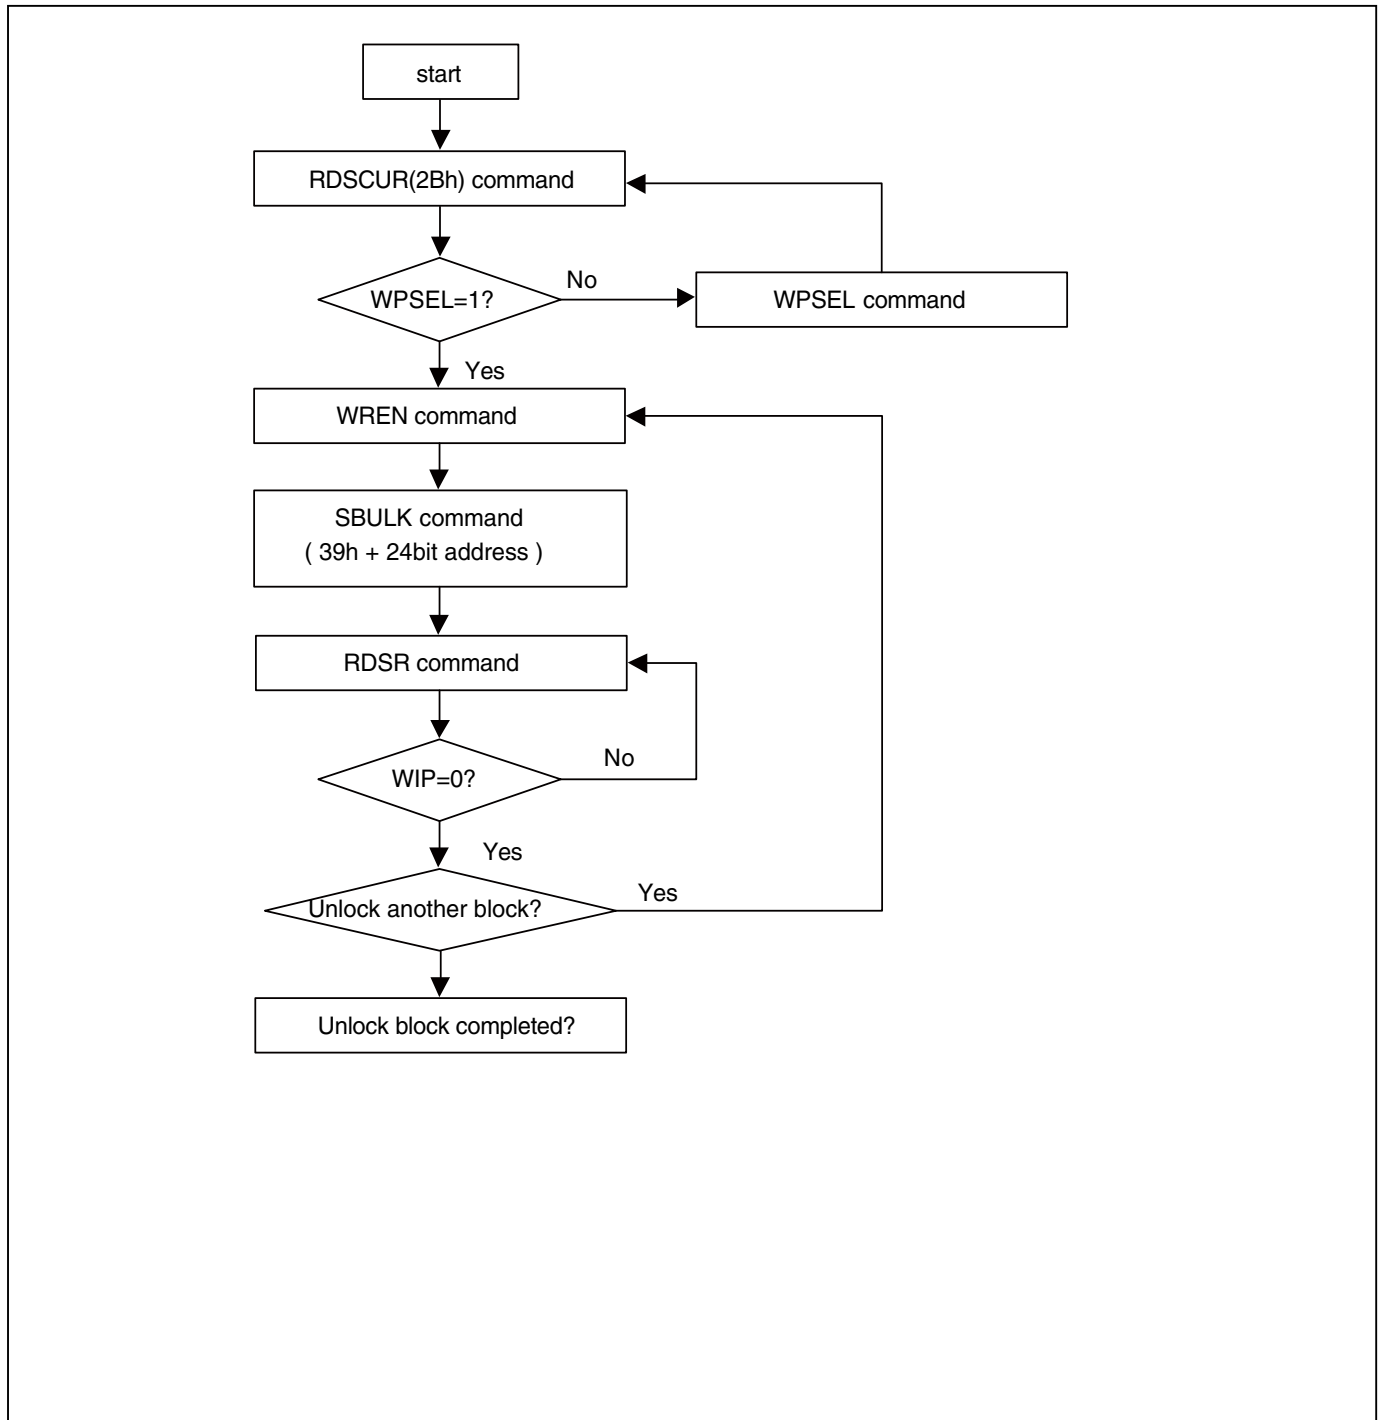 start
RDSCUR(2Bh) command
WPSEL=1?
No
WPSEL command
Yes
WREN command
SBULK command
( 39h + 24bit address )
RDSR command
WIP=0?
No
Yes
Unlock another block?
Yes
Unlock block completed?